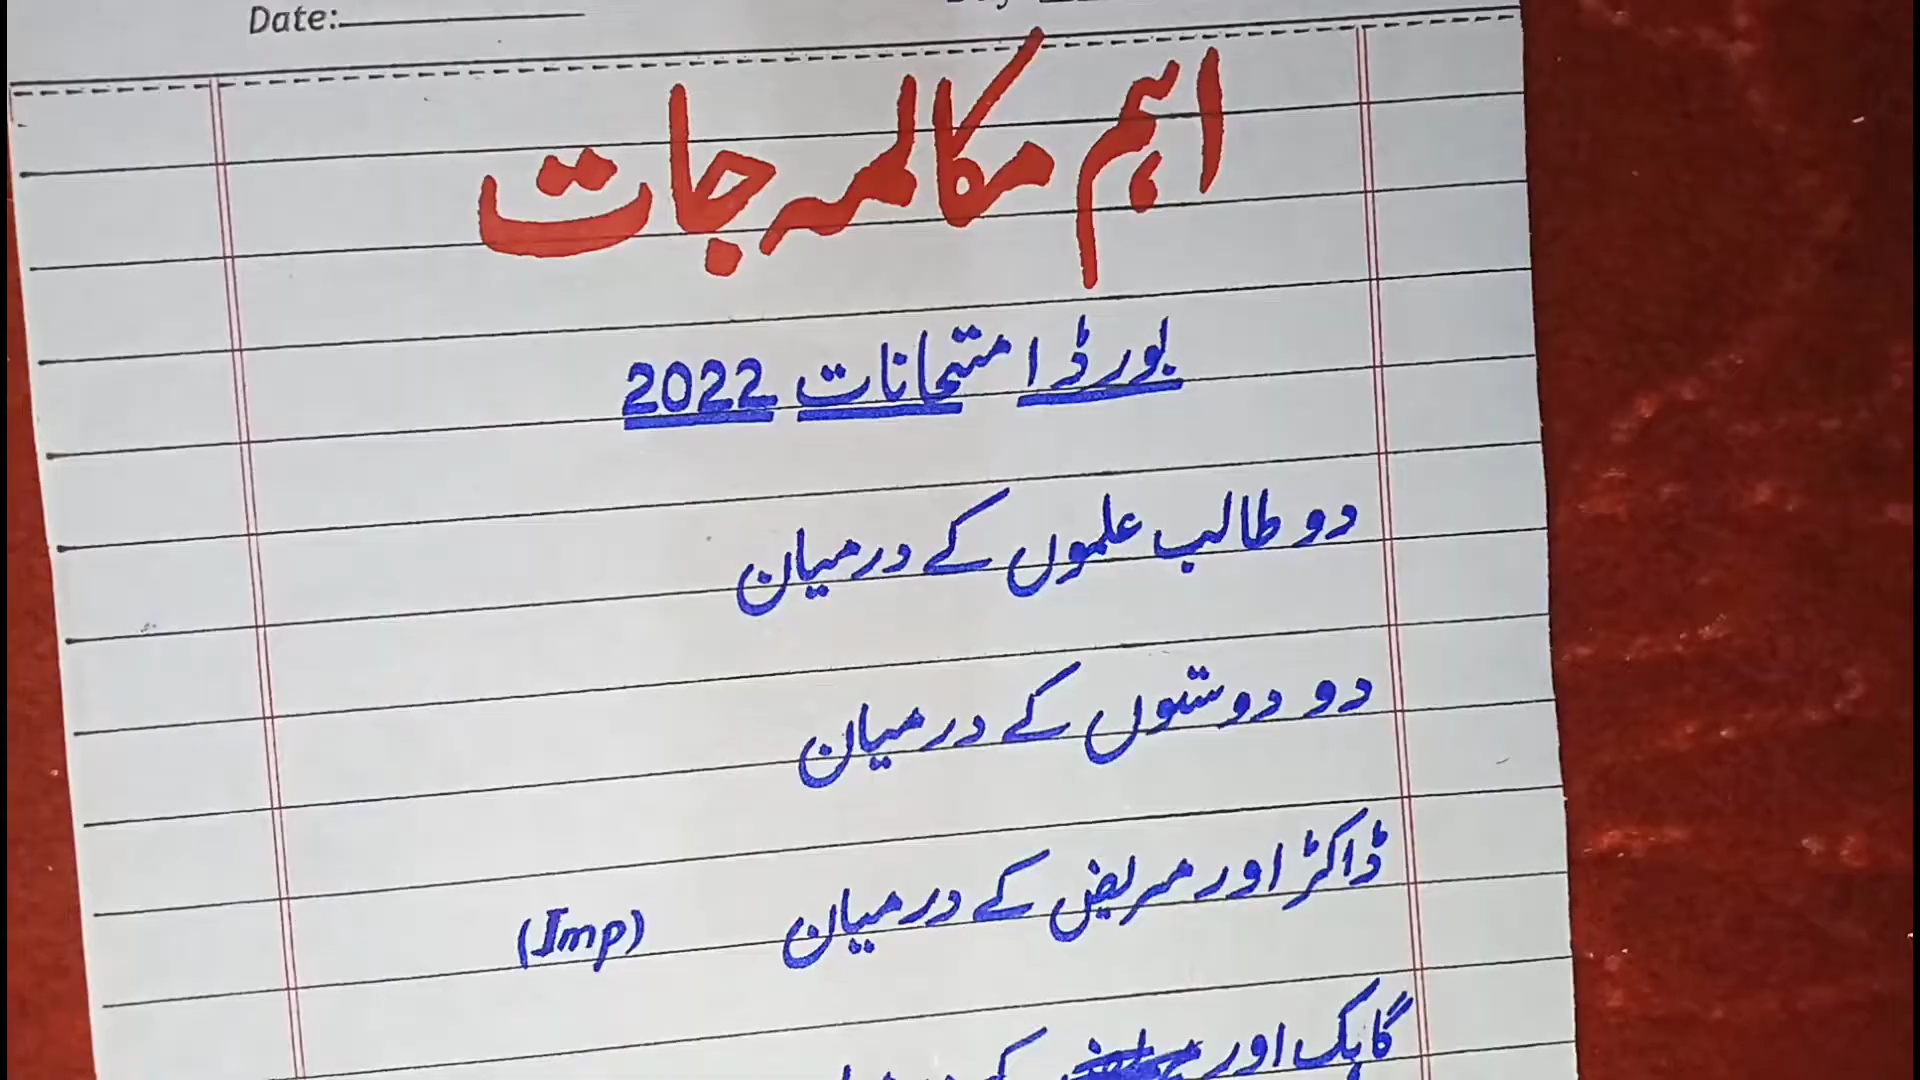 Date:
اہم مکالمہ جات
بورڈ امتحانات 2022
دو طالب علموں کے درمیان
دو دوستوں کے درمیان
ڈاکٹر اور مریض کے درمیان (Imp)
گاہک اور کے